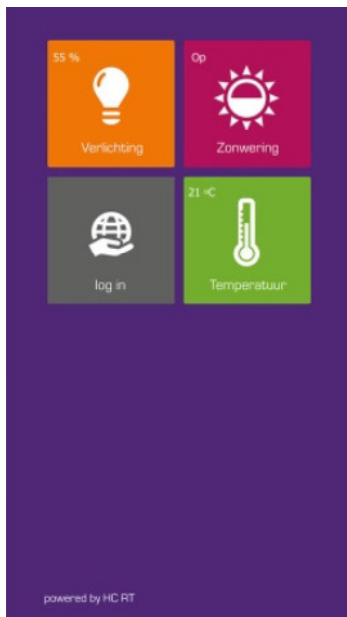 55 %
Op
Verlichting
Zonwering
21 °C
log in
Temperatuur
powered by HC RT